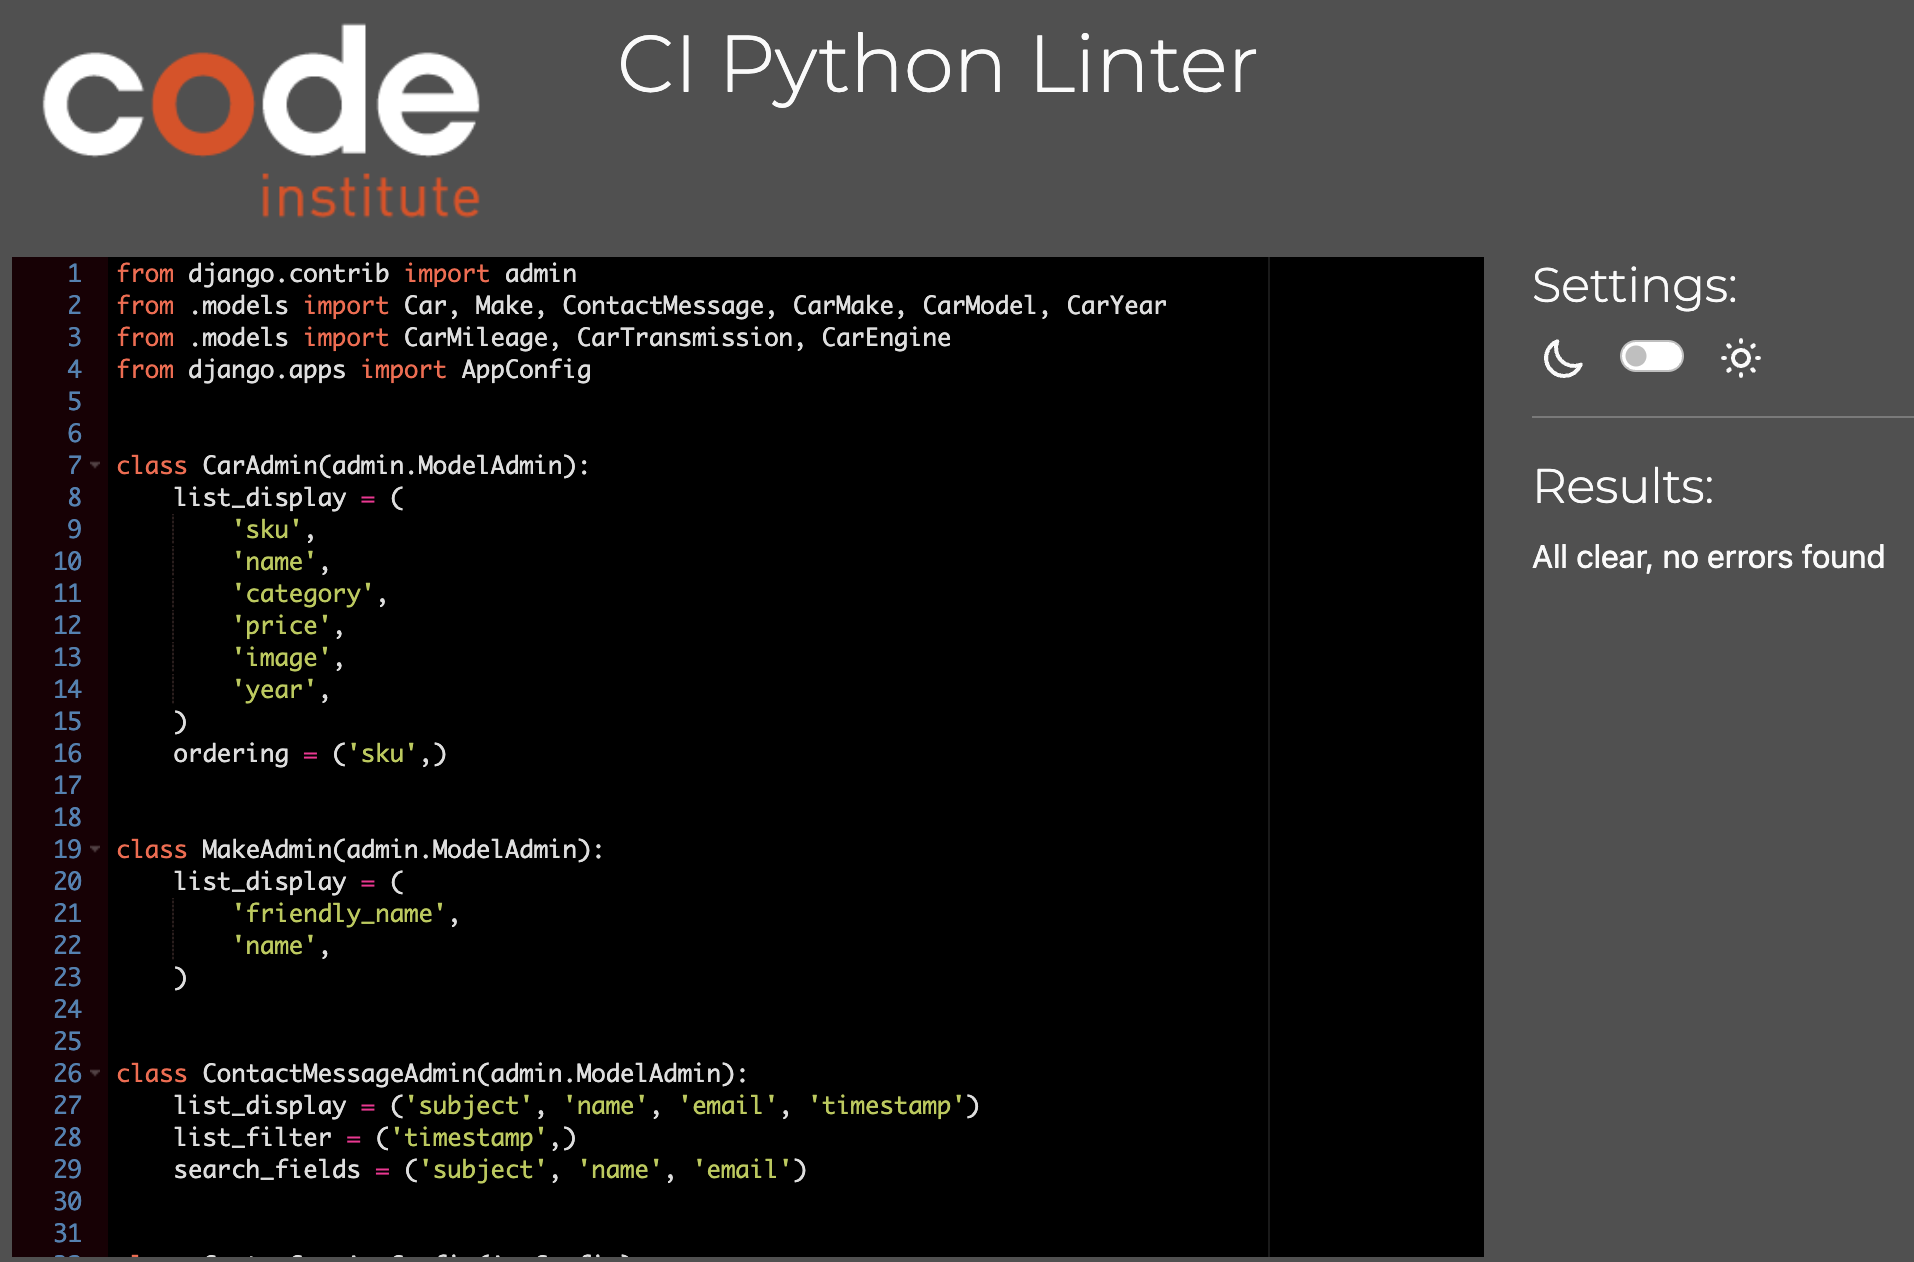 code
institute
CI Python Linter
1 from django.contrib import admin
2 from .models import Car, Make, ContactMessage, CarMake, CarModel, CarYear
3 from .models import CarMileage, CarTransmission, CarEngine
4 from django.apps import AppConfig
5
6
7 class CarAdmin(admin.ModelAdmin):
8     list_display = (
9         'sku',
10         'name',
11         'category',
12         'price',
13         'image',
14         'year',
15     )
16     ordering = ('sku',)
17
18
19 class MakeAdmin(admin.ModelAdmin):
20     list_display = (
21         'friendly_name',
22         'name',
23     )
24
25
26 class ContactMessageAdmin(admin.ModelAdmin):
27     list_display = ('subject', 'name', 'email', 'timestamp')
28     list_filter = ('timestamp',)
29     search_fields = ('subject', 'name', 'email')
30
31
Settings:
Results:
All clear, no errors found